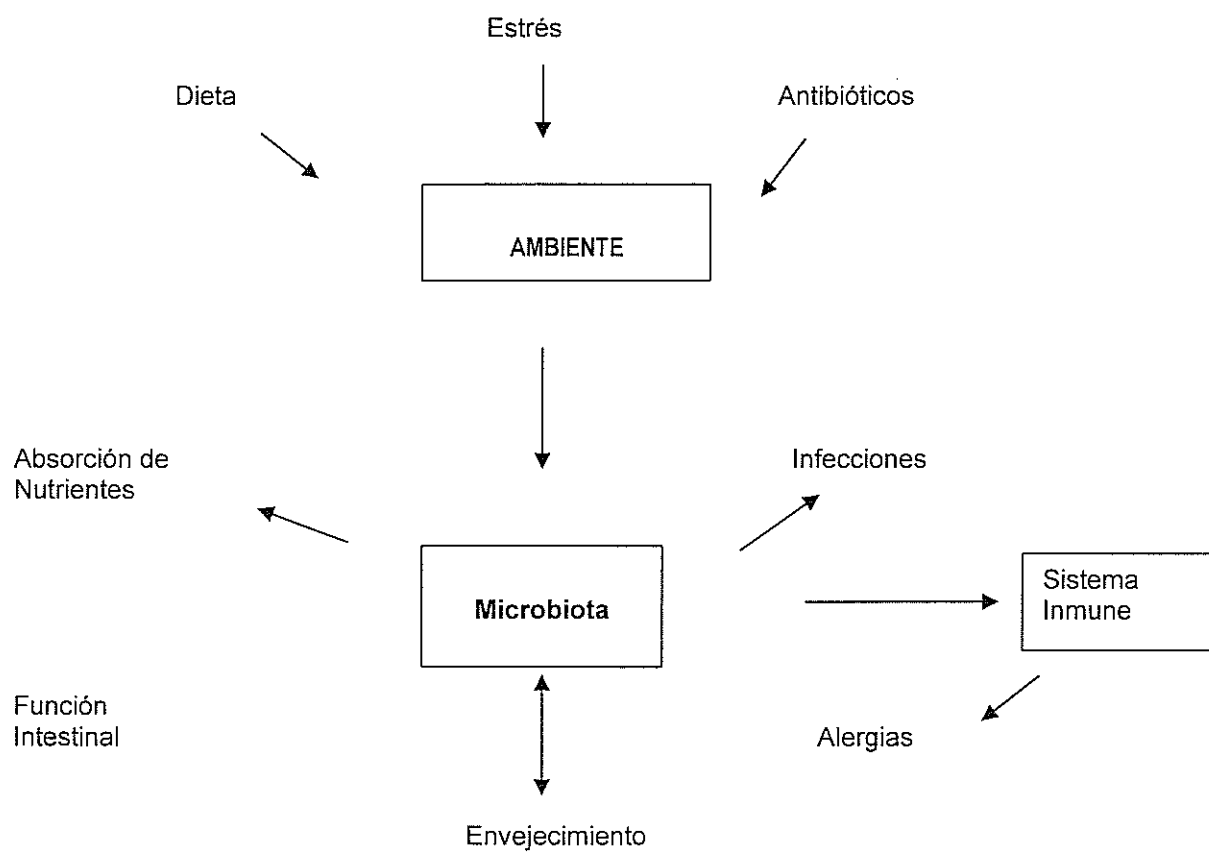 Estrés
Dieta
Antibióticos
AMBIENTE
Absorción de
Nutrientes
Infecciones
Microbiota
Sistema
Inmune
Función
Intestinal
Alergias
Envejecimiento